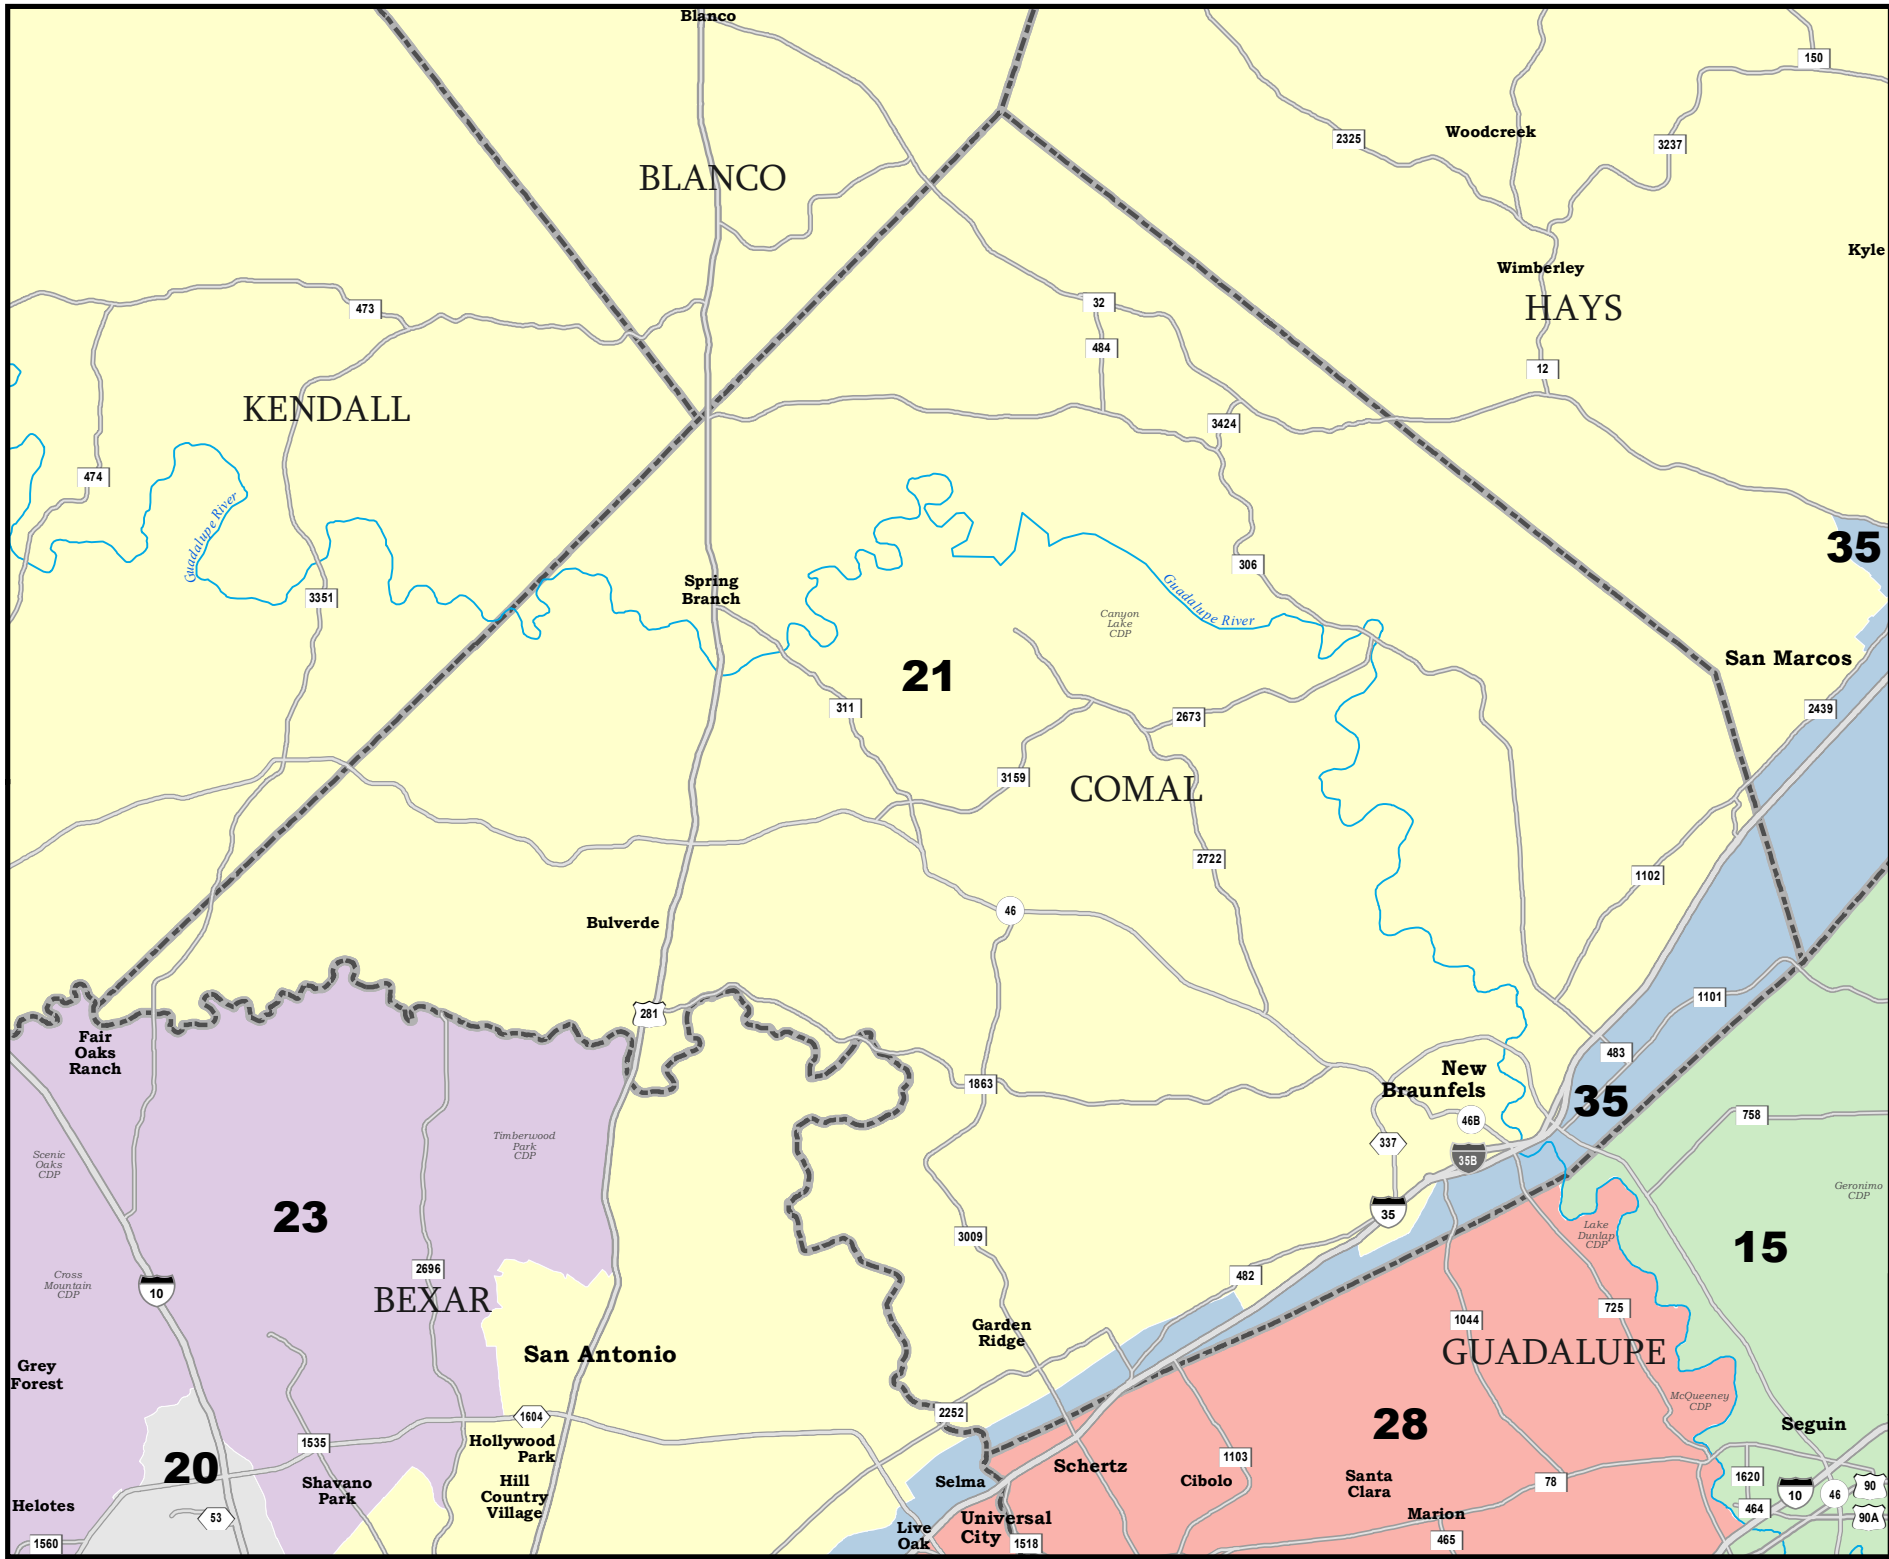 Blanco
150
Woodcreek
2325
3237
BLANCO
Kyle
Wimberley
HAYS
473
32
484
12
KENDALL
3424
474
Guadalupe River
35
306
Spring
Branch
3351
Guadalupe River
Canyon
Lake
CDP
21
San Marcos
311
2673
2439
3159
COMAL
2722
1102
46
Bulverde
281
1101
Fair
Oaks
Ranch
483
New
Braunfels
1863
35
46B
758
337
35B
Timberwood
Park
CDP
Scenic
Oaks
CDP
Geronimo
CDP
23
35
Lake
Dunlap
CDP
15
3009
2696
482
Cross
Mountain
CDP
10
BEXAR
725
1044
Garden
Ridge
GUADALUPE
San Antonio
Grey
Forest
McQueeney
CDP
2252
1604
28
Seguin
1535
Hollywood
Park
20
1103
Schertz
Cibolo
Santa
Clara
78
1620
Selma
Shavano
Park
Hill
Country
Village
10
46
90
Helotes
464
90A
53
Universal
City
Marion
Live
Oak
1560
1518
465